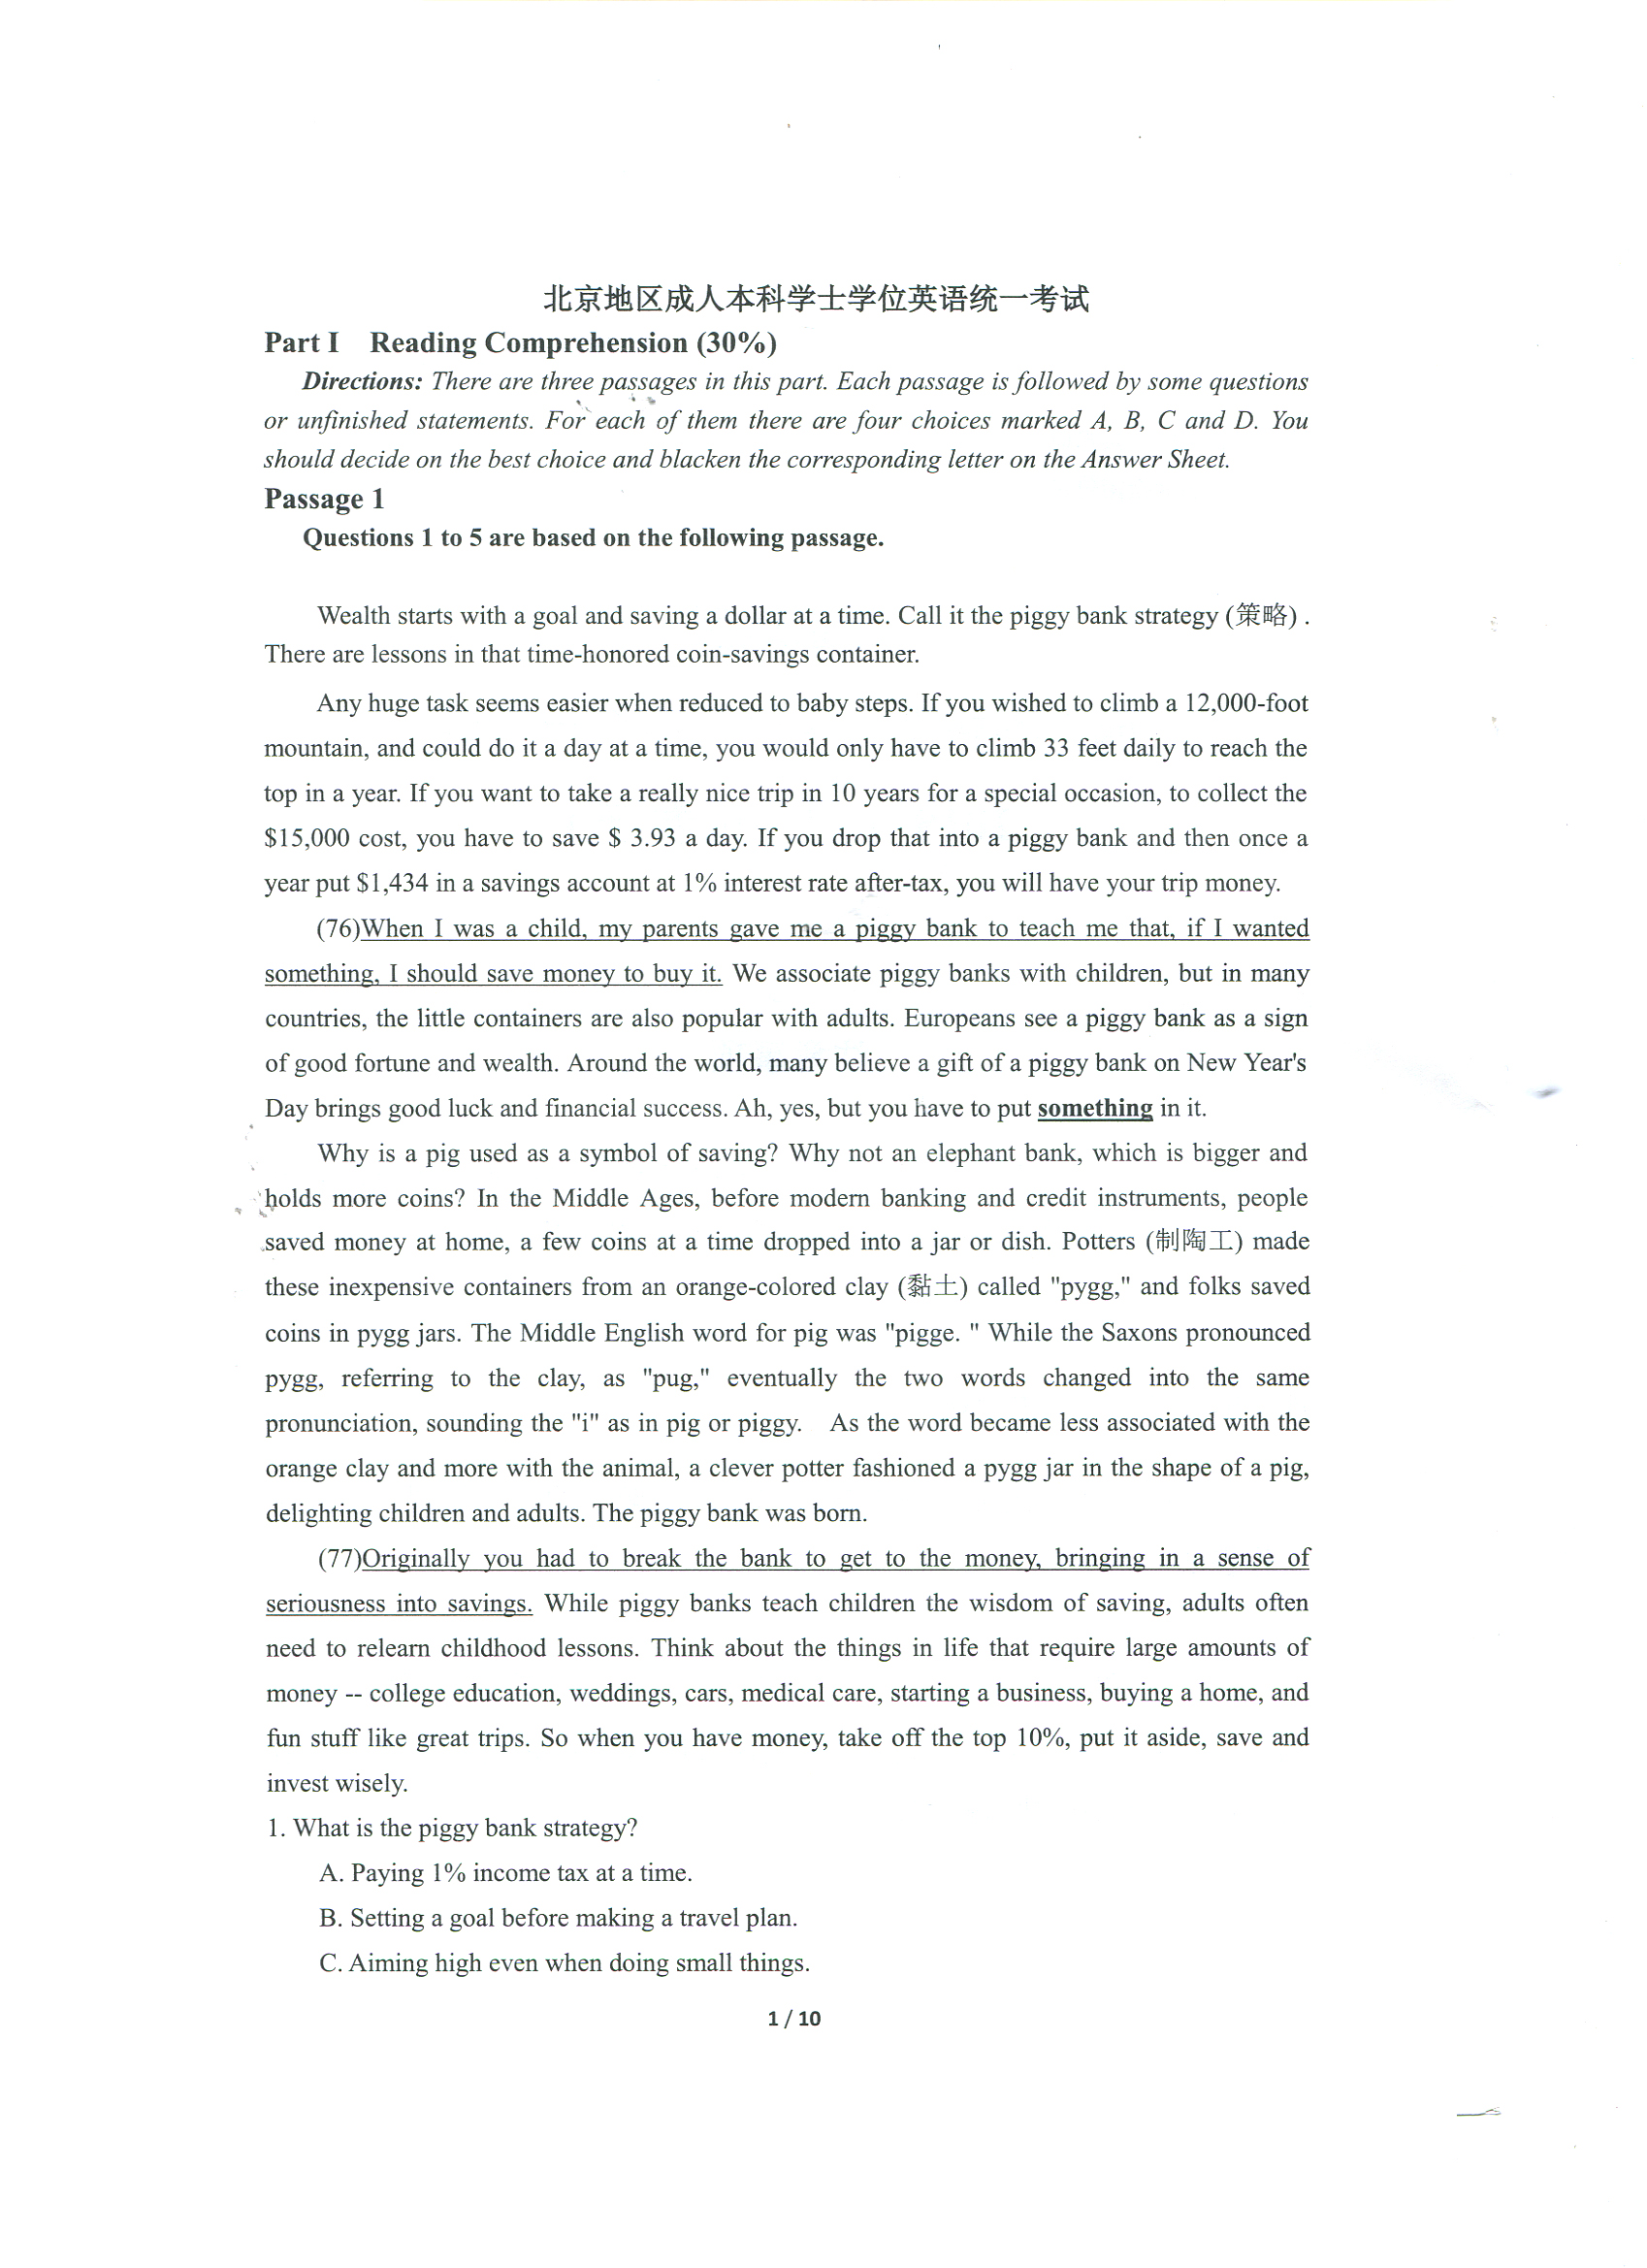 北京地区成人本科学士学位英语统一考试
Part I Reading Comprehension (30%)
Directions: There are three passages in this part. Each passage is followed by some questions
or unfinished statements. For each of them there are four choices marked A, B, C and D. You
should decide on the best choice and blacken the corresponding letter on the Answer Sheet.
Passage 1
Questions 1 to 5 are based on the following passage.
Wealth starts with a goal and saving a dollar at a time. Call it the piggy bank strategy (策略) .
There are lessons in that time-honored coin-savings container.
Any huge task seems easier when reduced to baby steps. If you wished to climb a 12,000-foot
mountain, and could do it a day at a time, you would only have to climb 33 feet daily to reach the
top in a year. If you want to take a really nice trip in 10 years for a special occasion, to collect the
$15,000 cost, you have to save $ 3.93 a day. If you drop that into a piggy bank and then once a
year put $1,434 in a savings account at 1% interest rate after-tax, you will have your trip money.
(76)When I was a child, my parents gave me a piggy bank to teach me that, if I wanted
something, I should save money to buy it. We associate piggy banks with children, but in many
countries, the little containers are also popular with adults. Europeans see a piggy bank as a sign
of good fortune and wealth. Around the world, many believe a gift of a piggy bank on New Year's
Day brings good luck and financial success. Ah, yes, but you have to put something in it.
Why is a pig used as a symbol of saving? Why not an elephant bank, which is bigger and
holds more coins? In the Middle Ages, before modern banking and credit instruments, people
saved money at home, a few coins at a time dropped into a jar or dish. Potters (制陶工) made
these inexpensive containers from an orange-colored clay (黏土) called "pygg," and folks saved
coins in pygg jars. The Middle English word for pig was "pigge. " While the Saxons pronounced
pygg, referring to the clay, as "pug," eventually the two words changed into the same
pronunciation, sounding the "i" as in pig or piggy. As the word became less associated with the
orange clay and more with the animal, a clever potter fashioned a pygg jar in the shape of a pig,
delighting children and adults. The piggy bank was born.
(77)Originally you had to break the bank to get to the money, bringing in a sense of
seriousness into savings. While piggy banks teach children the wisdom of saving, adults often
need to relearn childhood lessons. Think about the things in life that require large amounts of
money -- college education, weddings, cars, medical care, starting a business, buying a home, and
fun stuff like great trips. So when you have money, take off the top 10%, put it aside, save and
invest wisely.
1. What is the piggy bank strategy?
A. Paying 1% income tax at a time.
B. Setting a goal before making a travel plan.
C. Aiming high even when doing small things.
1 / 10